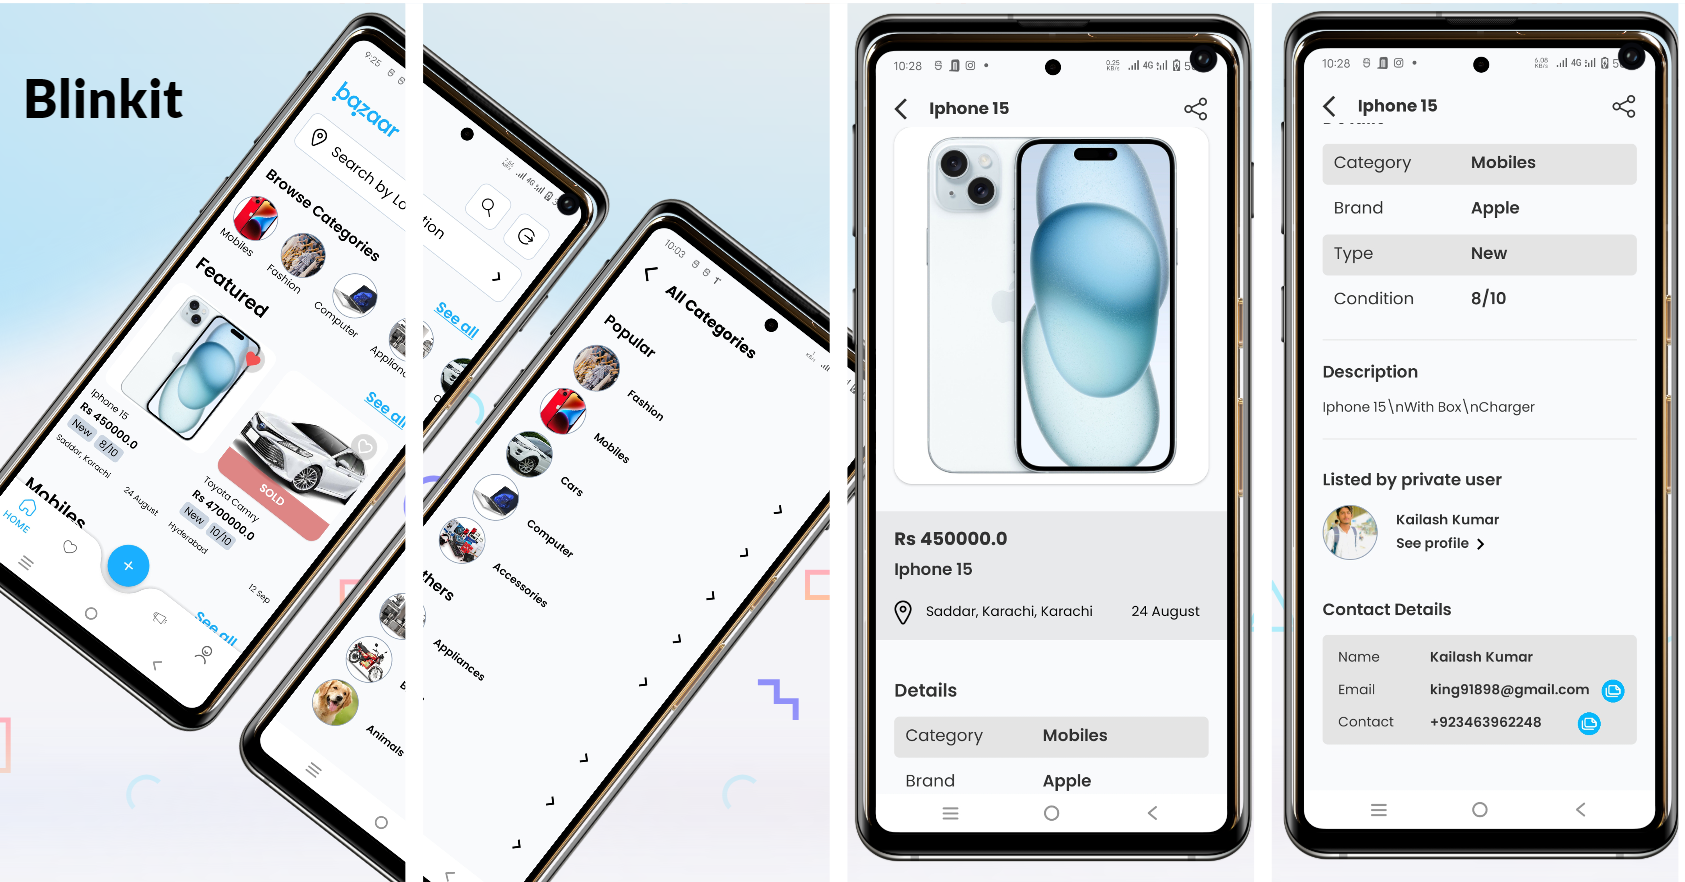 Blinkit
9:25
bazaar
Search by Lo
tion
Browse Categories
See all
Mobiles
Fashion
Computer
Applianc
Featured
See all
Iphone 15
Rs 450000.0
New 8/10
Saddar, Karachi
24 August
SOLD
Toyota Camry
Rs 4700000.0
New 10/10
Hyderabad
12 Sep
Mobiles
See all
HOME
10:03
All Categories
Popular
Fashion
Mobiles
Cars
Computer
Accessories
thers
Appliances
B
Animals
10:28
4G
Iphone 15
Rs 450000.0
Iphone 15
Saddar, Karachi, Karachi 24 August
Details
Category Mobiles
Brand Apple
10:28
4G
Iphone 15
Category Mobiles
Brand Apple
Type New
Condition 8/10
Description
Iphone 15\nWith Box\nCharger
Listed by private user
Kailash Kumar
See profile
Contact Details
Name Kailash Kumar
Email king91898@gmail.com
Contact +923463962248